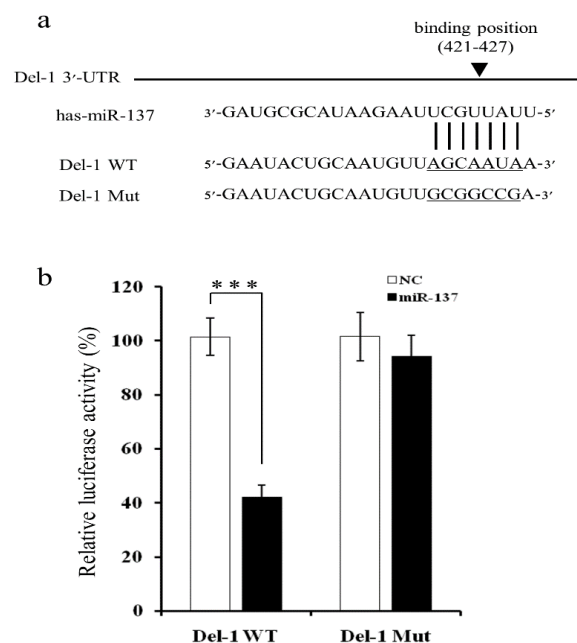 a
binding position
(421-427)
Del-1 3′-UTR
has-miR-137 3′-GAUGCGCAUAAGAAUUCGUUAUU-5′
Del-1 WT 5′-GAAUACUGCAAUGUUAGCAAUAA-3′
Del-1 Mut 5′-GAAUACUGCAAUGUUGCGGCCGA-3′
b
NC
miR-137
***
Relative luciferase activity (%)
120
100
80
60
40
20
0
Del-1 WT Del-1 Mut